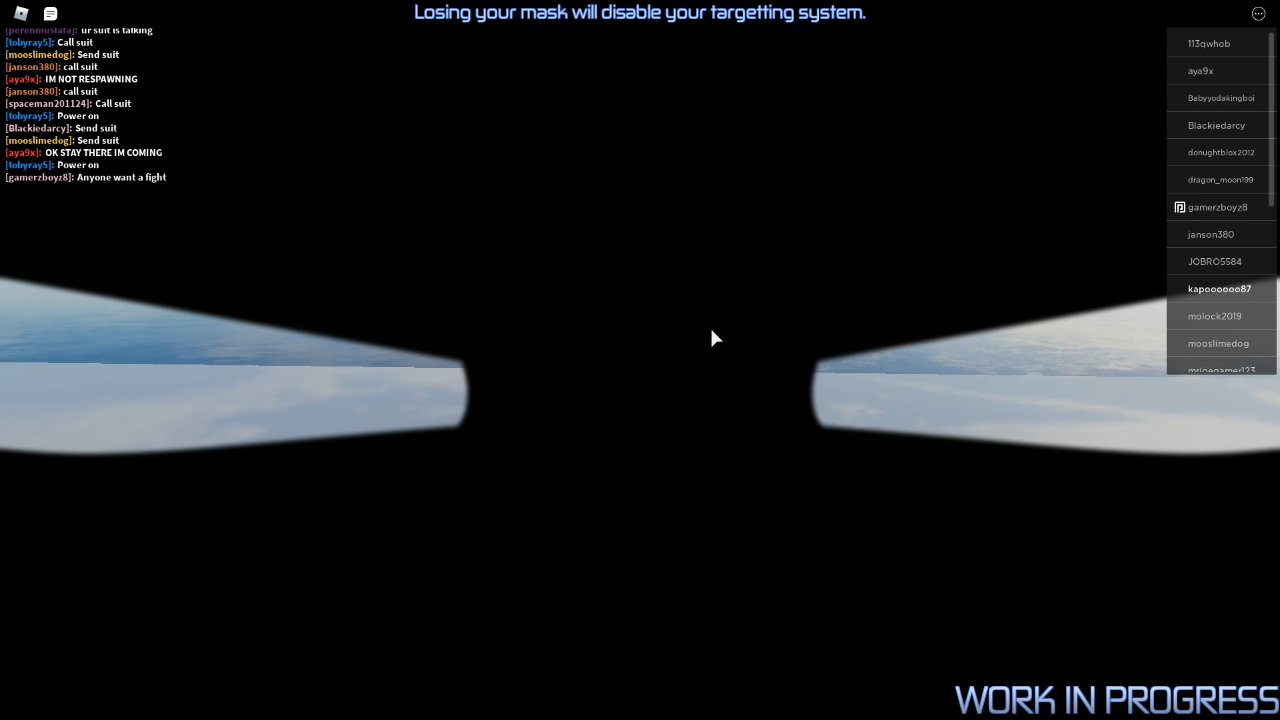 Losing your mask will disable your targetting system.
[perenmustafa]: ur suit is talking
[tobyray5]: Call suit
[mooslimedog]: Send suit
[janson380]: call suit
[aya9x]: IM NOT RESPAWNING
[janson380]: call suit
[spaceman201124]: Call suit
[tobyray5]: Power on
[Blackiedarcy]: Send suit
[mooslimedog]: Send suit
[aya9x]: OK STAY THERE IM COMING
[tobyray5]: Power on
[gamerzboyz8]: Anyone want a fight
113qwhob
aya9x
Babyyodakingboi
Blackiedarcy
donughtblox2012
dragon_moon199
gamerzboyz8
janson380
JOBRO5584
kapoooooo87
molock2019
mooslimedog
mrjoegamer123
WORK IN PROGRESS